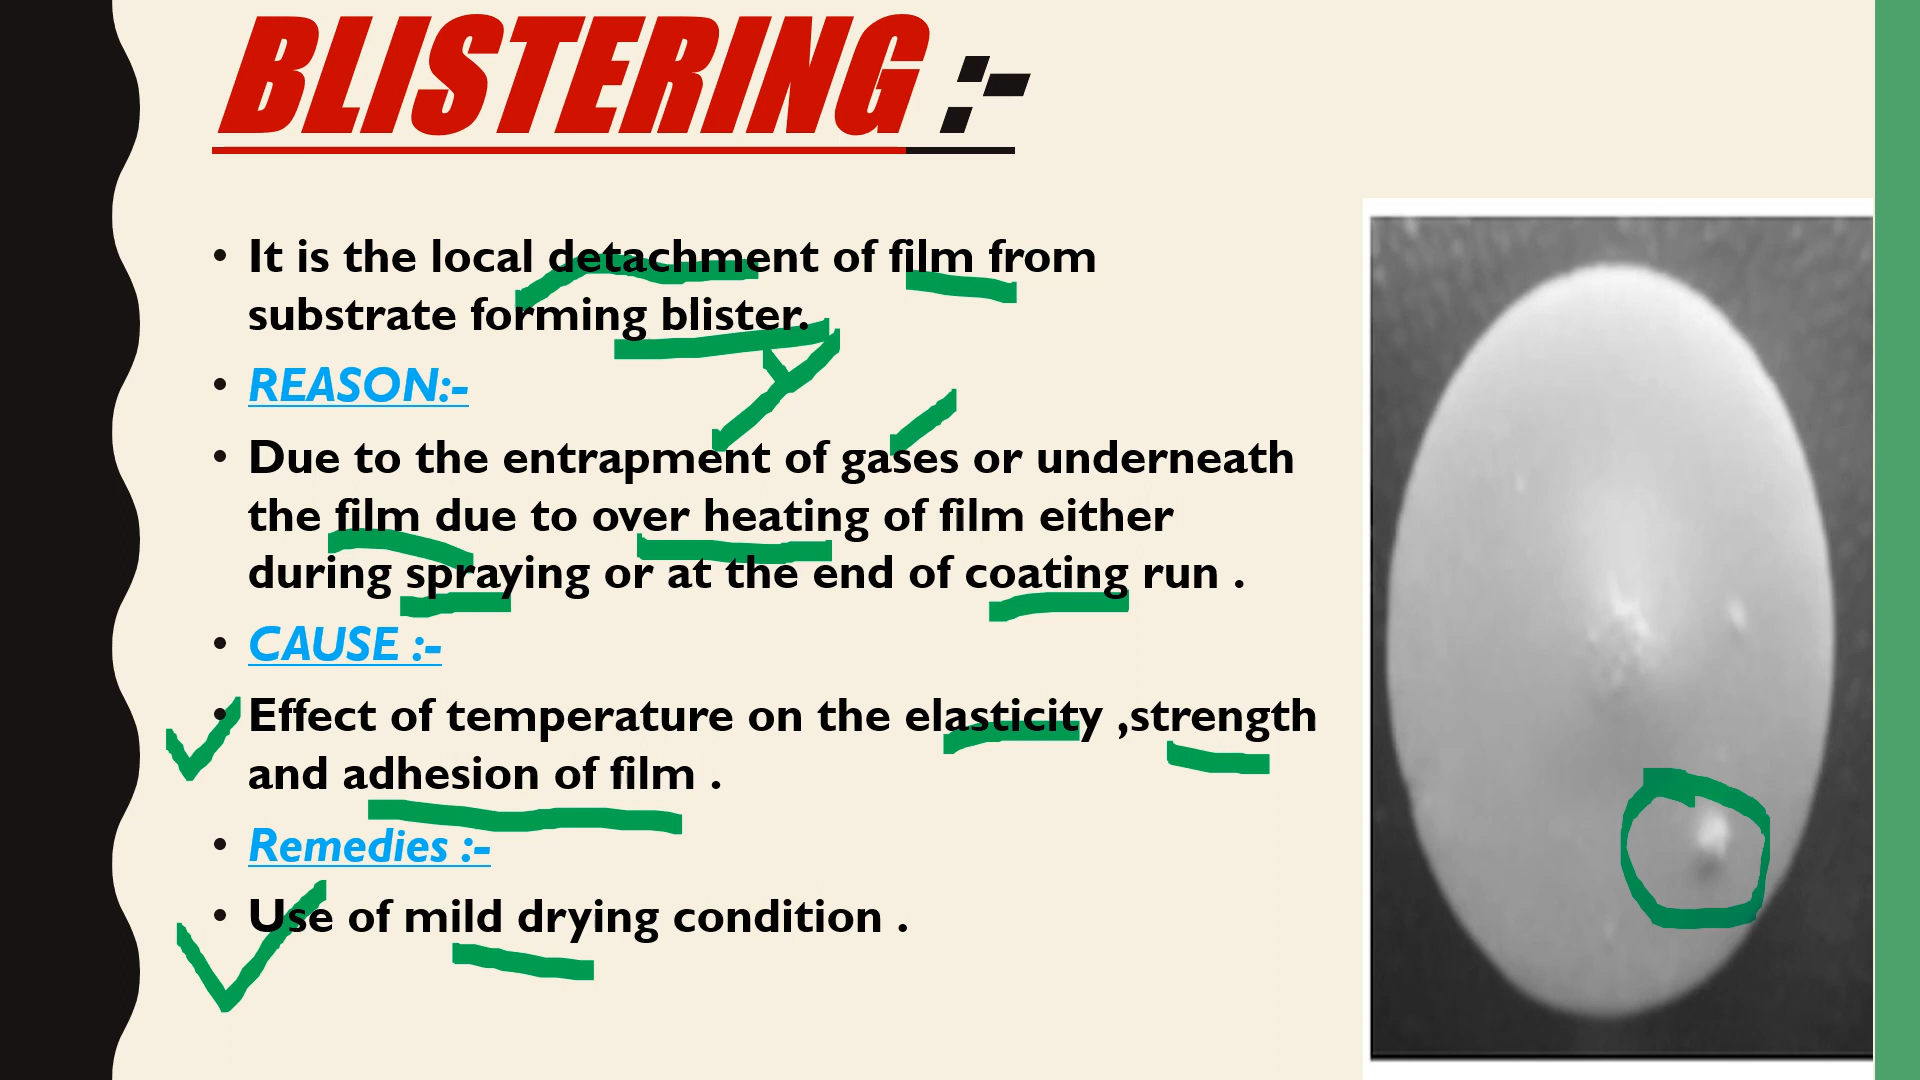 BLISTERING :-
• It is the local detachment of film from
substrate forming blister.
• REASON:-
• Due to the entrapment of gases or underneath
the film due to over heating of film either
during spraying or at the end of coating run .
• CAUSE :-
• Effect of temperature on the elasticity ,strength
and adhesion of film .
• Remedies :-
• Use of mild drying condition .